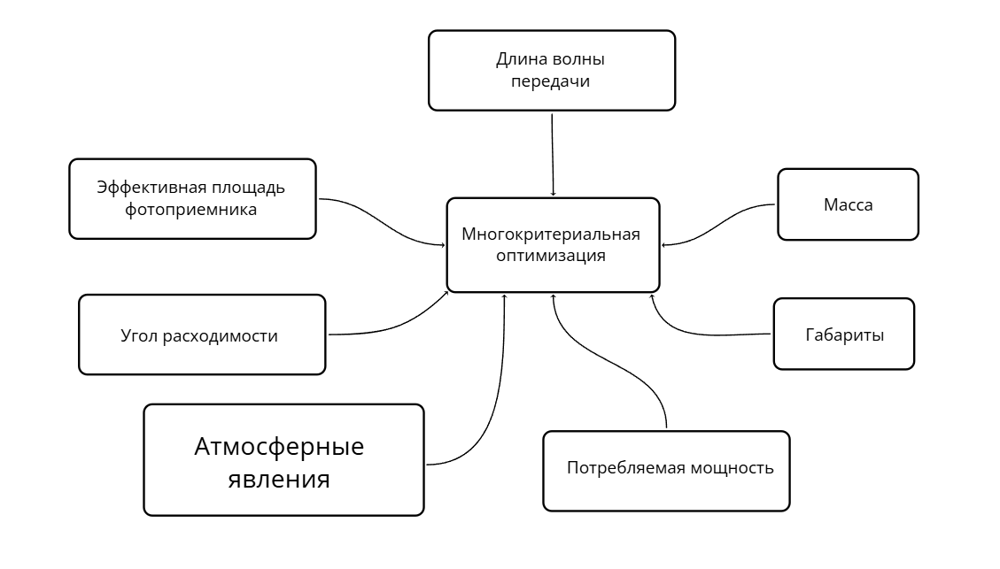 Длина волны
передачи
Эффективная площадь
фотоприемника
Масса
Многокритериальная
оптимизация
Угол расходимости
Габариты
Атмосферные
явления
Потребляемая мощность